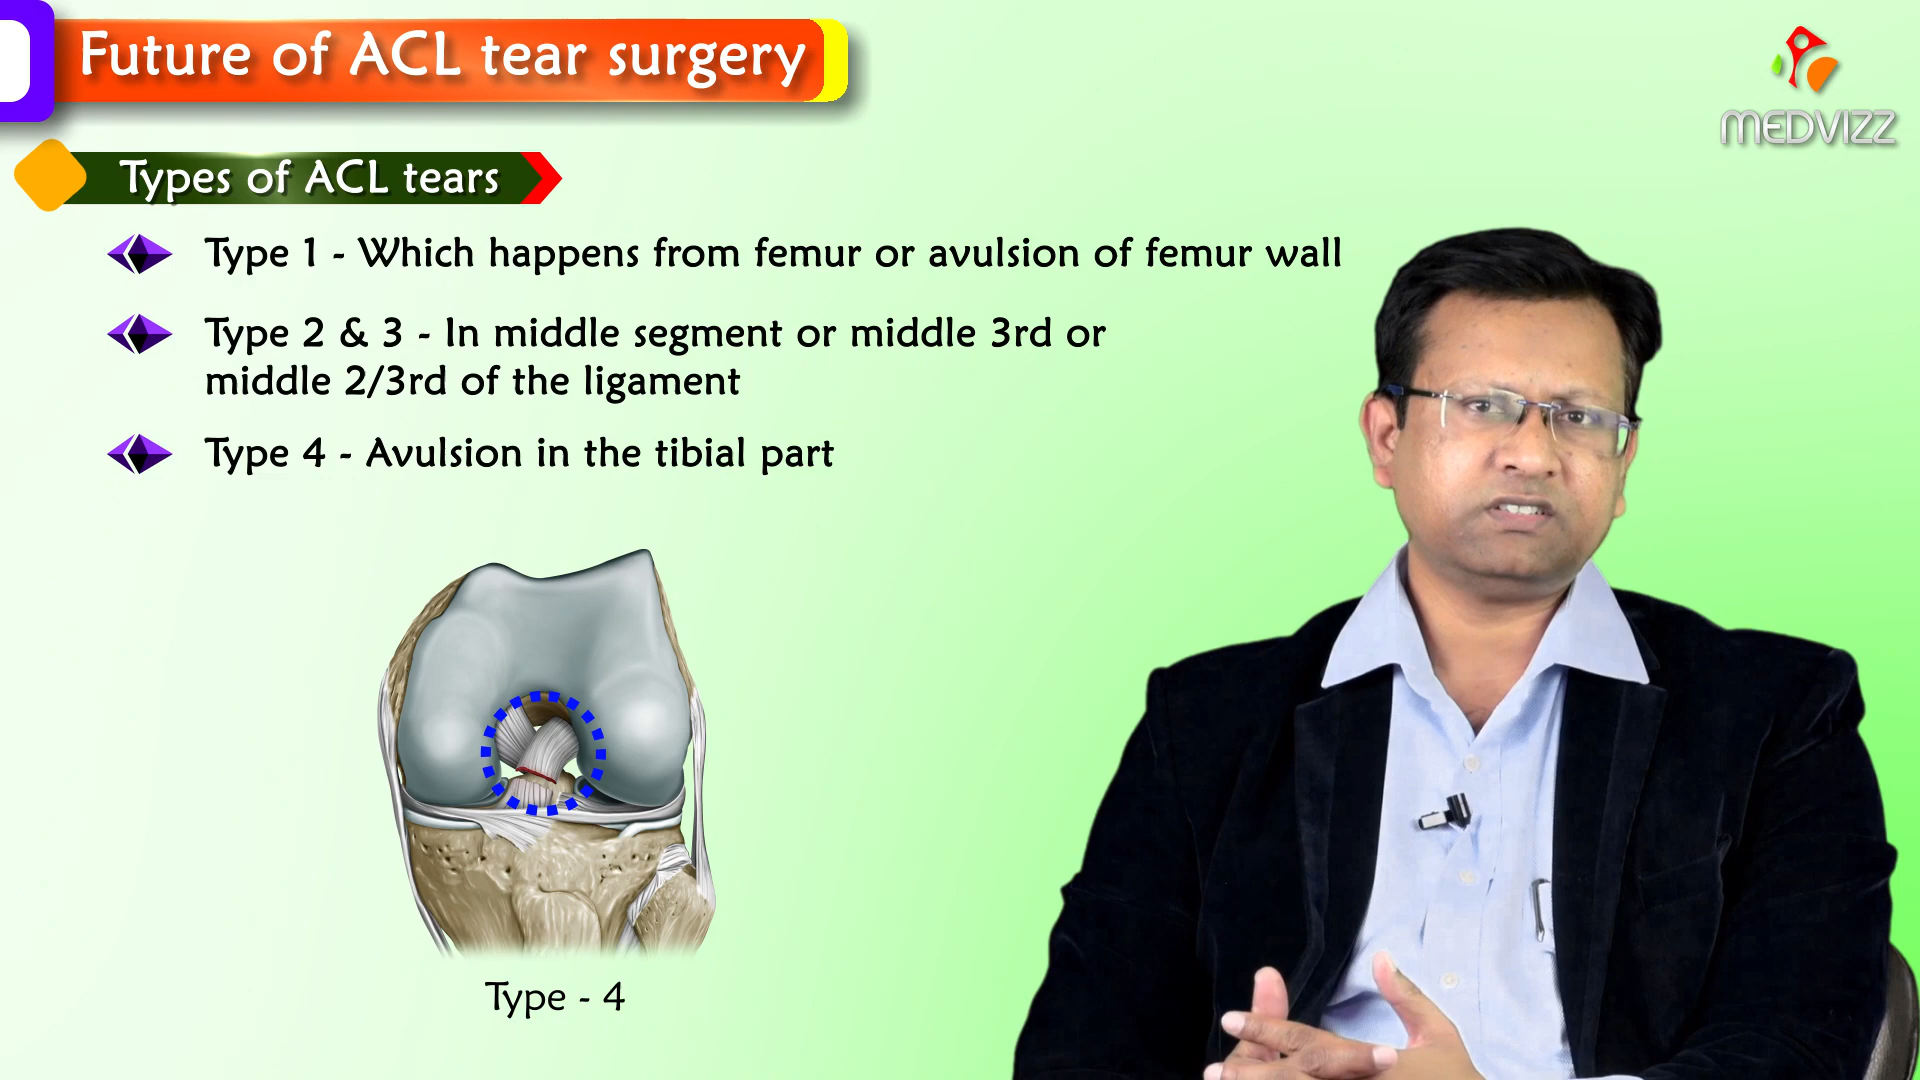 Future of ACL tear surgery
MEDVIZZ
Types of ACL tears
Type 1 - Which happens from femur or avulsion of femur wall
Type 2 & 3 - In middle segment or middle 3rd or
middle 2/3rd of the ligament
Type 4 - Avulsion in the tibial part
Type - 4